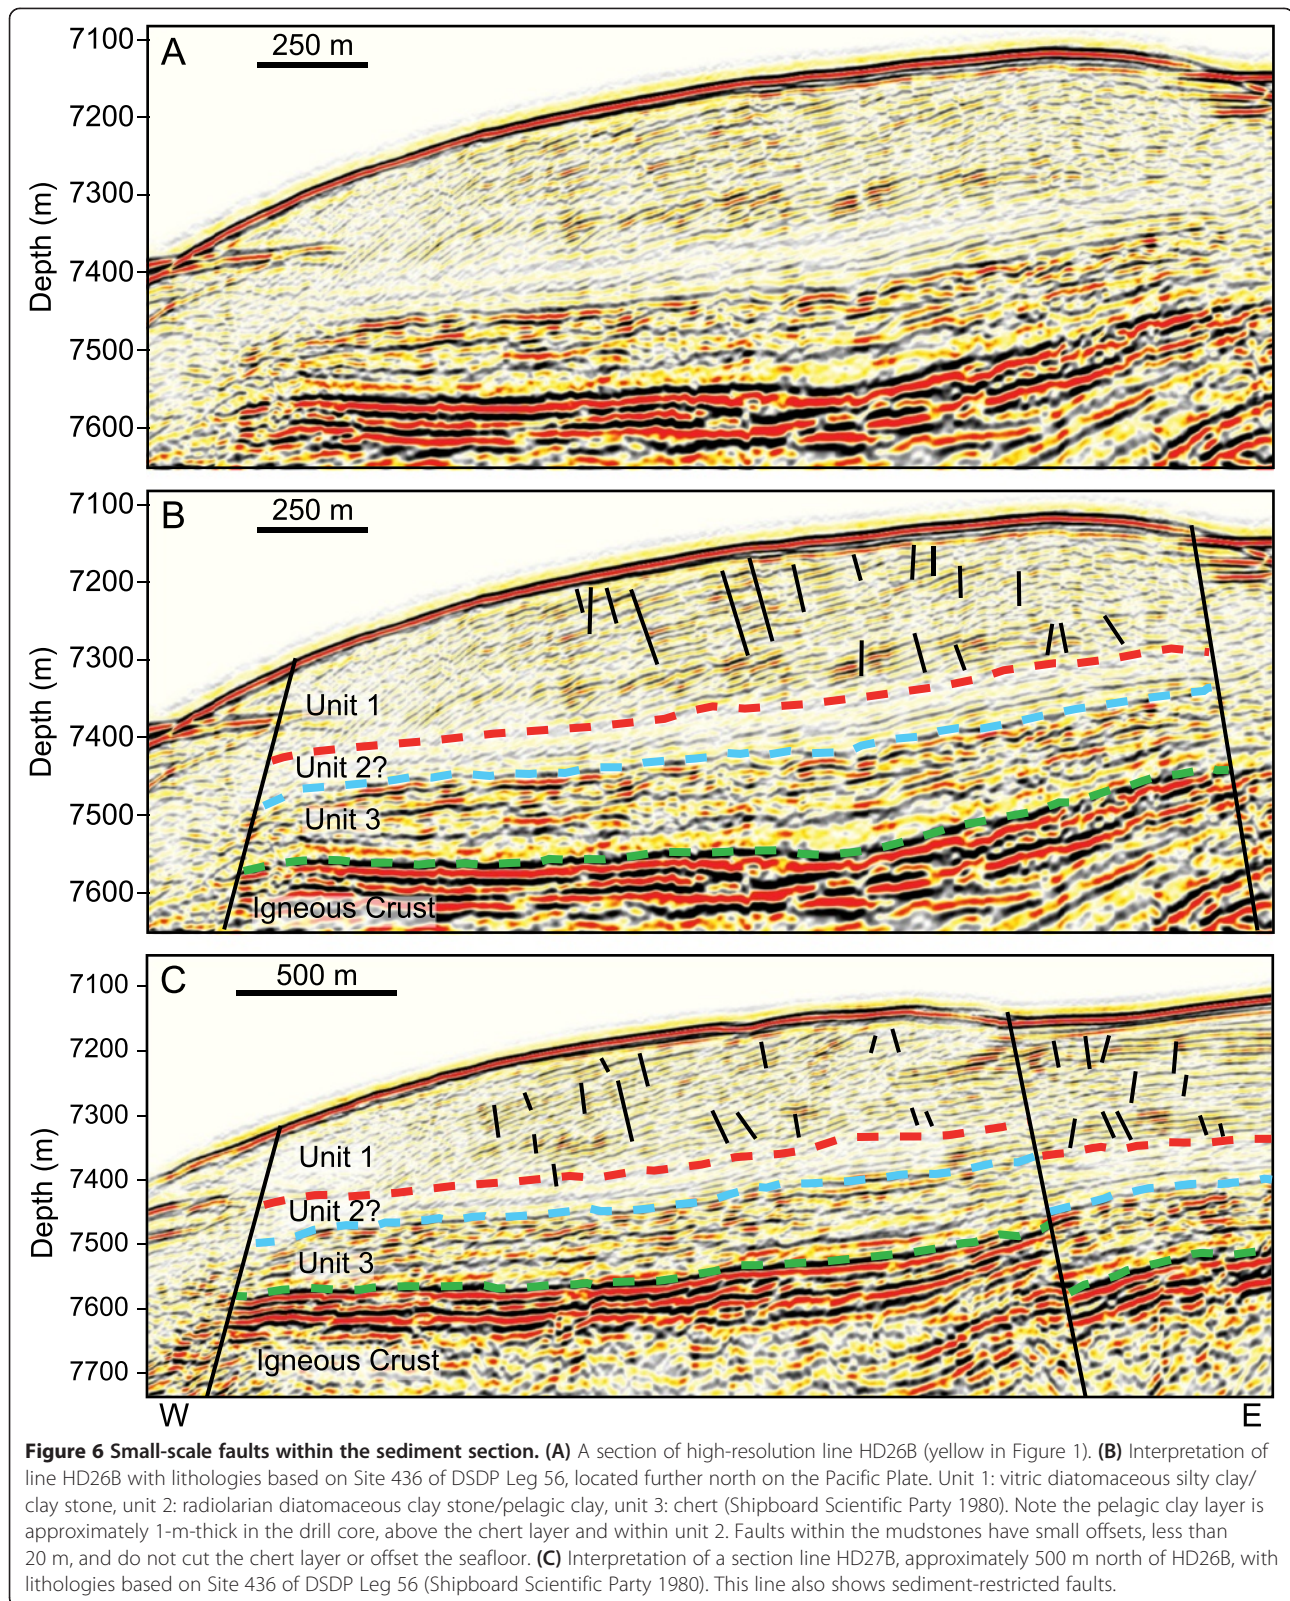 A
250 m
7100
7200
7300
7400
7500
7600
Depth (m)
B
250 m
7100
7200
7300
7400
7500
7600
Depth (m)
Unit 1
Unit 2?
Unit 3
Igneous Crust
C
500 m
7100
7200
7300
7400
7500
7600
7700
Depth (m)
Unit 1
Unit 2?
Unit 3
Igneous Crust
W
E
Figure 6 Small-scale faults within the sediment section. (A) A section of high-resolution line HD26B (yellow in Figure 1). (B) Interpretation of
line HD26B with lithologies based on Site 436 of DSDP Leg 56, located further north on the Pacific Plate. Unit 1: vitric diatomaceous silty clay/
clay stone, unit 2: radiolarian diatomaceous clay stone/pelagic clay, unit 3: chert (Shipboard Scientific Party 1980). Note the pelagic clay layer is
approximately 1-m-thick in the drill core, above the chert layer and within unit 2. Faults within the mudstones have small offsets, less than
20 m, and do not cut the chert layer or offset the seafloor. (C) Interpretation of a section line HD27B, approximately 500 m north of HD26B, with
lithologies based on Site 436 of DSDP Leg 56 (Shipboard Scientific Party 1980). This line also shows sediment-restricted faults.